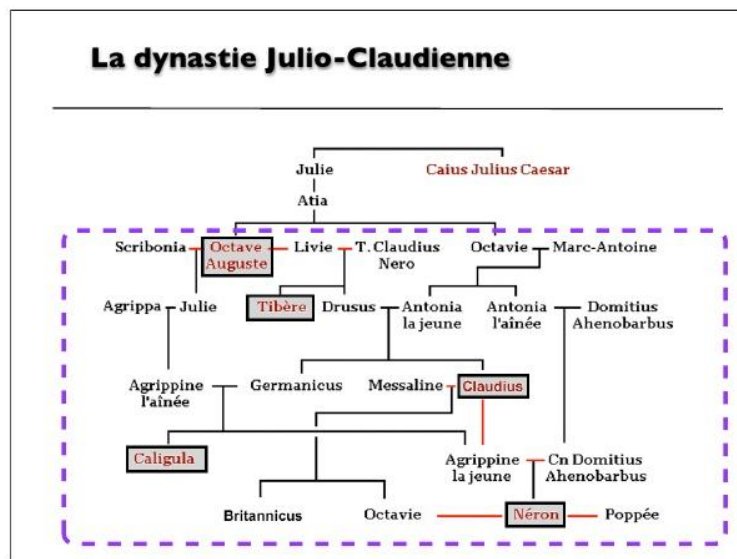 La dynastie Julio-Claudienne
Julie Caius Julius Caesar
Atia
Scribonia Octave Livie T. Claudius Octavie Marc-Antoine
Auguste Nero
Agrippa Julie Tibère Drusus Antonia Antonia Domitius
la jeune l'aînée Ahenobarbus
Agrippine Germanicus Messaline Claudius
l'aînée
Caligula Agrippine Cn Domitius
la jeune Ahenobarbus
Britannicus Octavie Néron Poppée